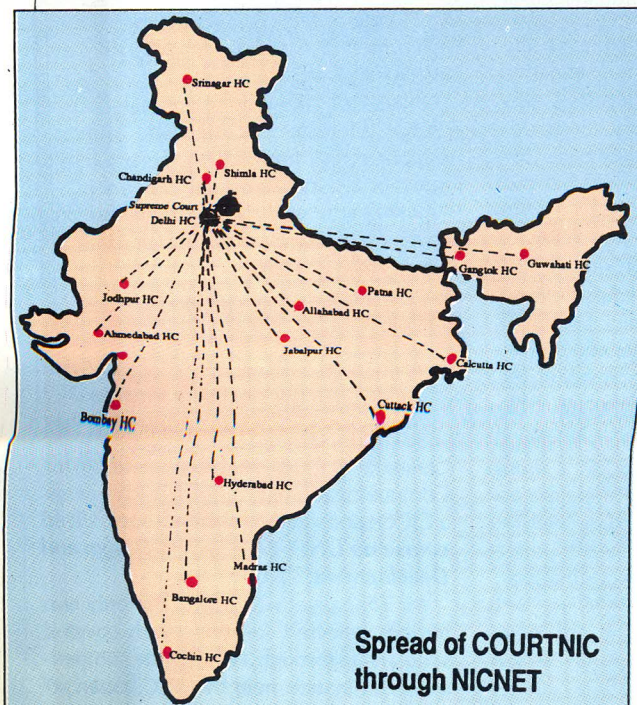 Srinagar HC
Shimla HC
Chandigarh HC
Supreme Court
Delhi HC
Gangtok HC
Guwahati HC
Jodhpur HC
Patna HC
Allahabad HC
Ahmedabad HC
Jabalpur HC
Calcutta HC
Bombay HC
Cuttack HC
Hyderabad HC
Madras HC
Bangalore HC
Cochin HC
Spread of COURTNIC
through NICNET